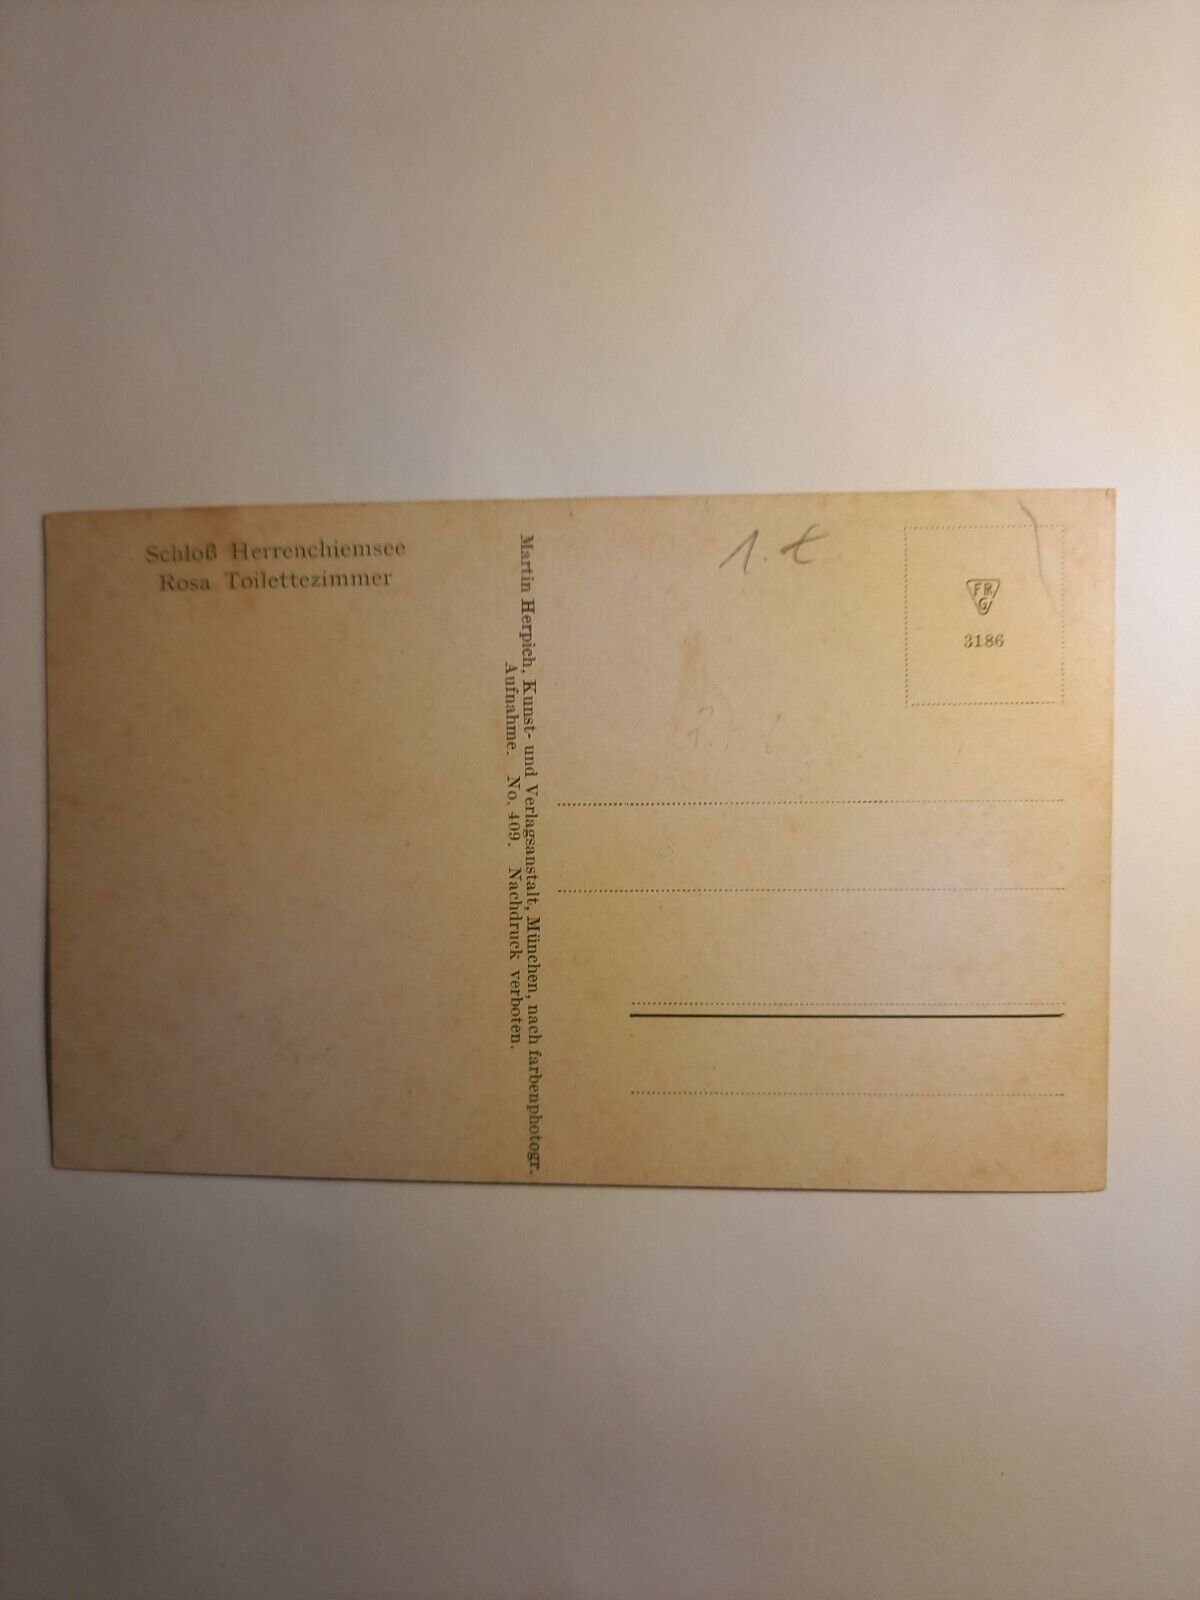 Schloß Herrenchiemsee
Rosa Toilettezimmer
Martin Herpich, Kunst- und Verlagsanstalt, München, nach farbenphotogr.
Aufnahme. No. 409. Nachdruck verboten.
1.€
3186